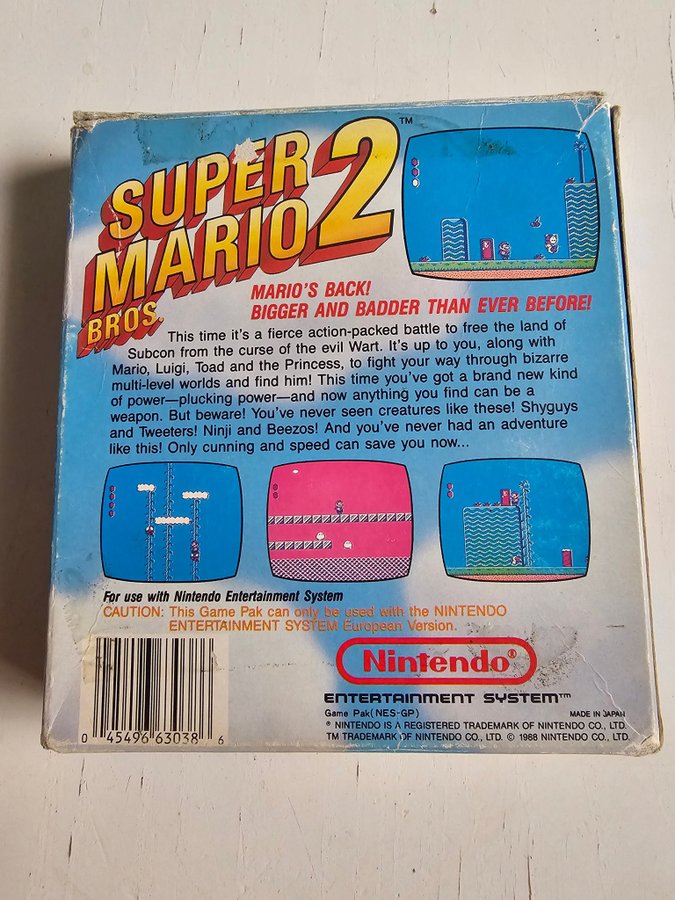 SUPER
MARIO
BROS. 2™
MARIO'S BACK!
BIGGER AND BADDER THAN EVER BEFORE!
This time it's a fierce action-packed battle to free the land of
Subcon from the curse of the evil Wart. It's up to you, along with
Mario, Luigi, Toad and the Princess, to fight your way through bizarre
multi-level worlds and find him! This time you've got a brand new kind
of power—plucking power—and now anything you find can be a
weapon. But beware! You've never seen creatures like these! Shyguys
and Tweeters! Ninji and Beezos! And you've never had an adventure
like this! Only cunning and speed can save you now...
For use with Nintendo Entertainment System
CAUTION: This Game Pak can only be used with the NINTENDO
ENTERTAINMENT SYSTEM European Version.
Nintendo®
ENTERTAINMENT SYSTEM™
Game Pak(NES-GP) MADE IN JAPAN
® NINTENDO IS A REGISTERED TRADEMARK OF NINTENDO CO., LTD.
TM TRADEMARK OF NINTENDO CO., LTD. © 1988 NINTENDO CO., LTD.
0 45496 63038 6